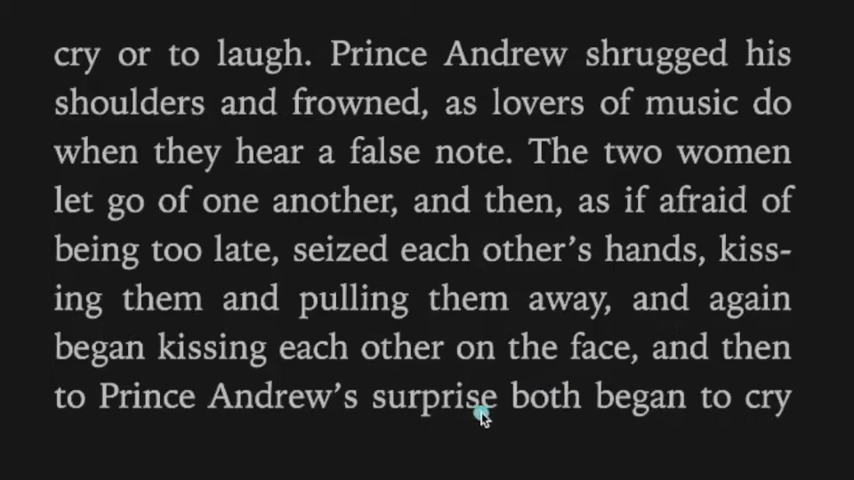 cry or to laugh. Prince Andrew shrugged his
shoulders and frowned, as lovers of music do
when they hear a false note. The two women
let go of one another, and then, as if afraid of
being too late, seized each other’s hands, kiss-
ing them and pulling them away, and again
began kissing each other on the face, and then
to Prince Andrew’s surprise both began to cry